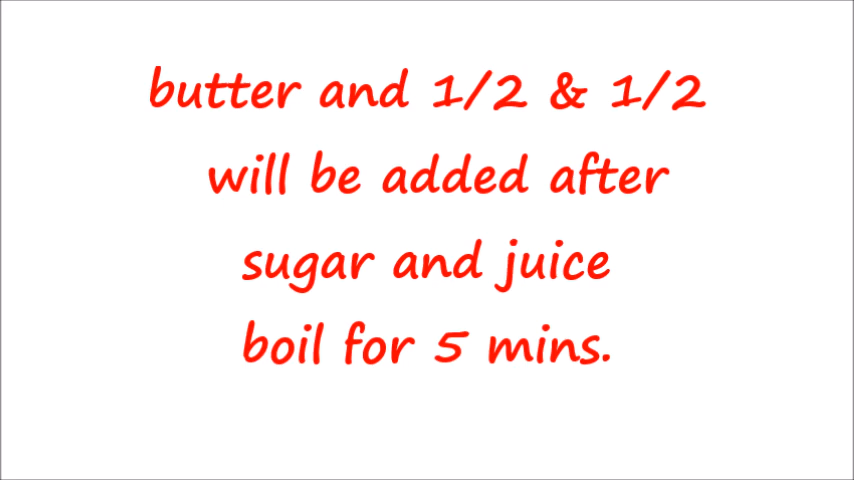 butter and 1/2 & 1/2
will be added after
sugar and juice
boil for 5 mins.